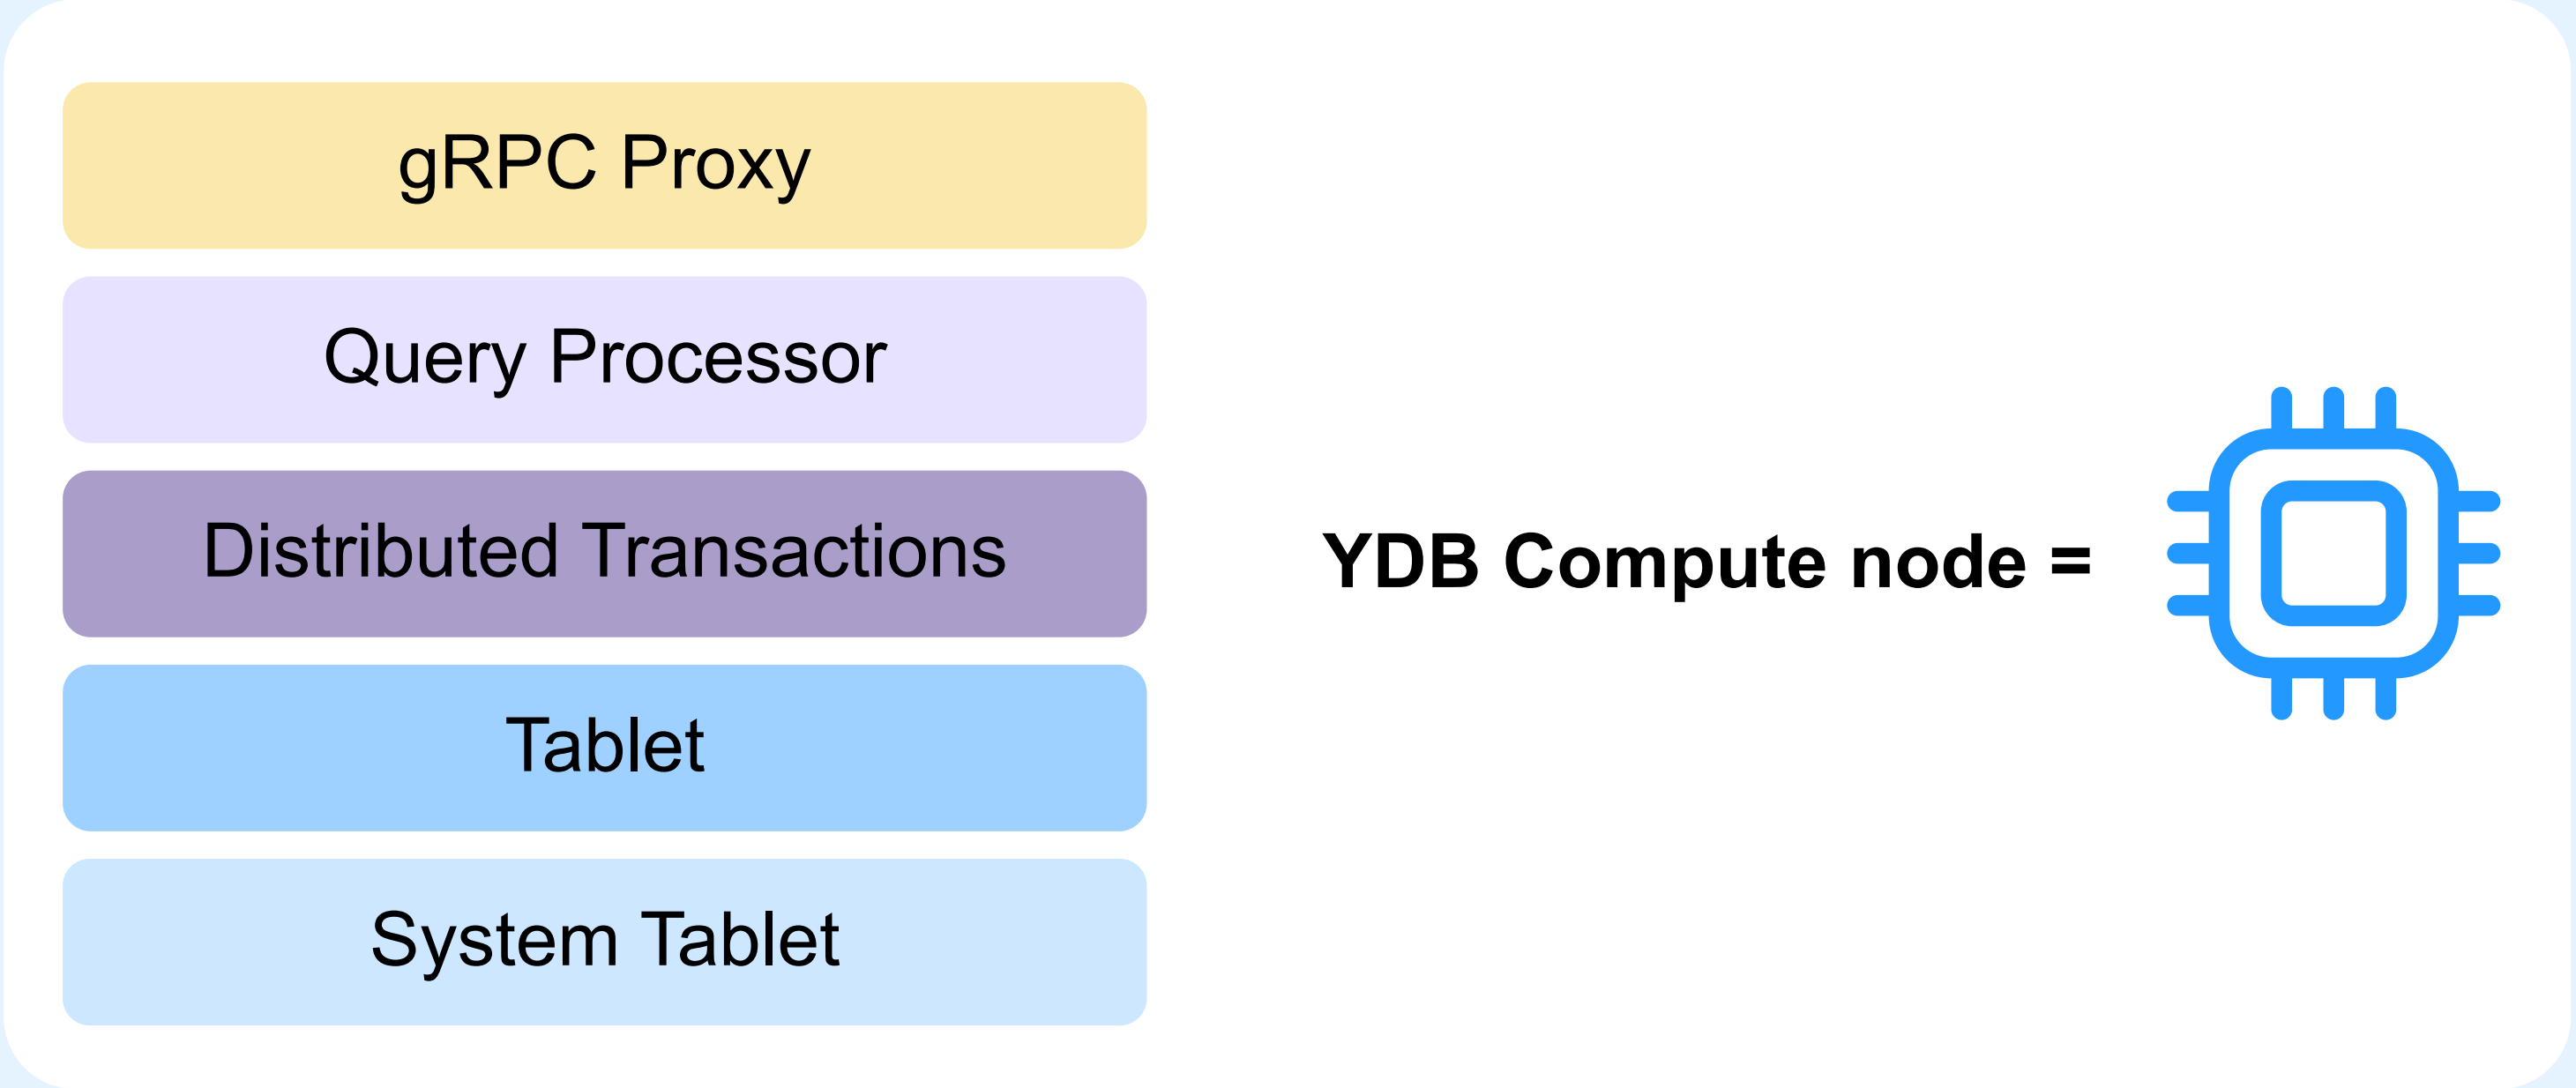 gRPC Proxy
Query Processor
Distributed Transactions
Tablet
System Tablet
YDB Compute node =